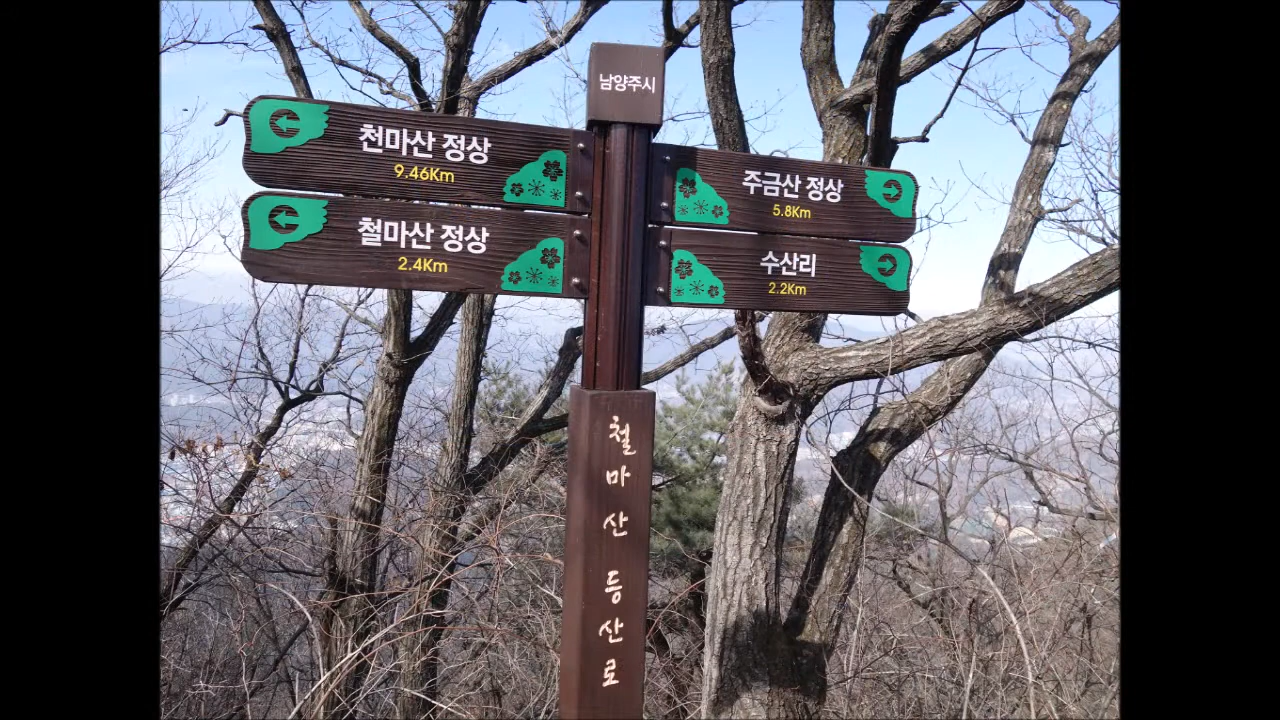 남양주시
천마산 정상
9.46Km
철마산 정상
2.4Km
주금산 정상
5.8Km
수산리
2.2Km
철마산 등산로